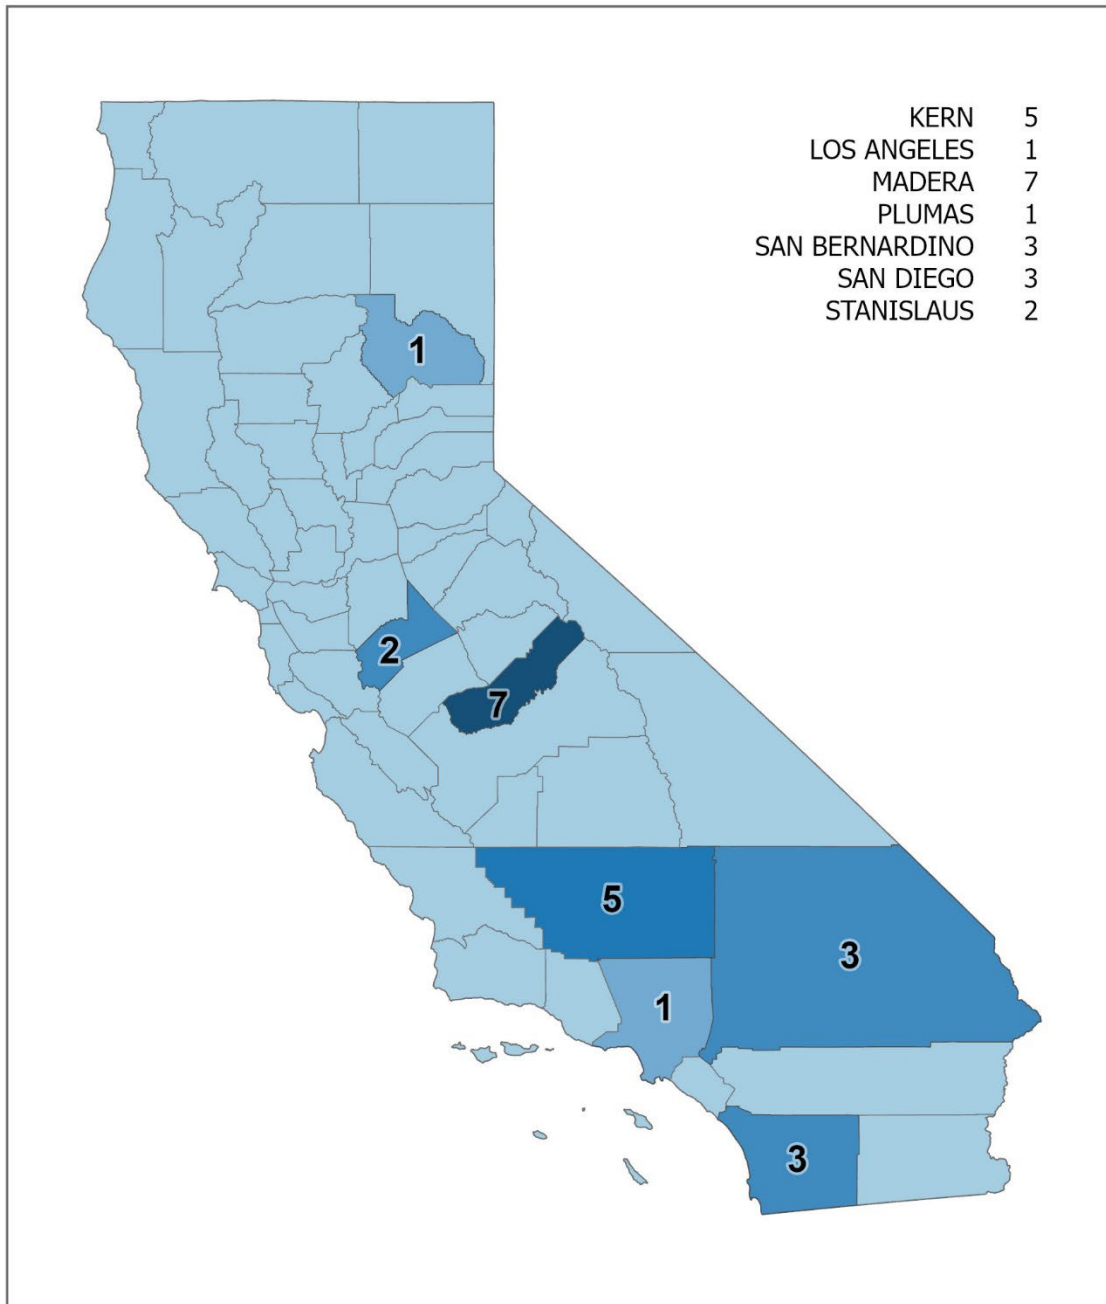 KERN 5
LOS ANGELES 1
MADERA 7
PLUMAS 1
SAN BERNARDINO 3
SAN DIEGO 3
STANISLAUS 2
1
2
7
5
3
1
3